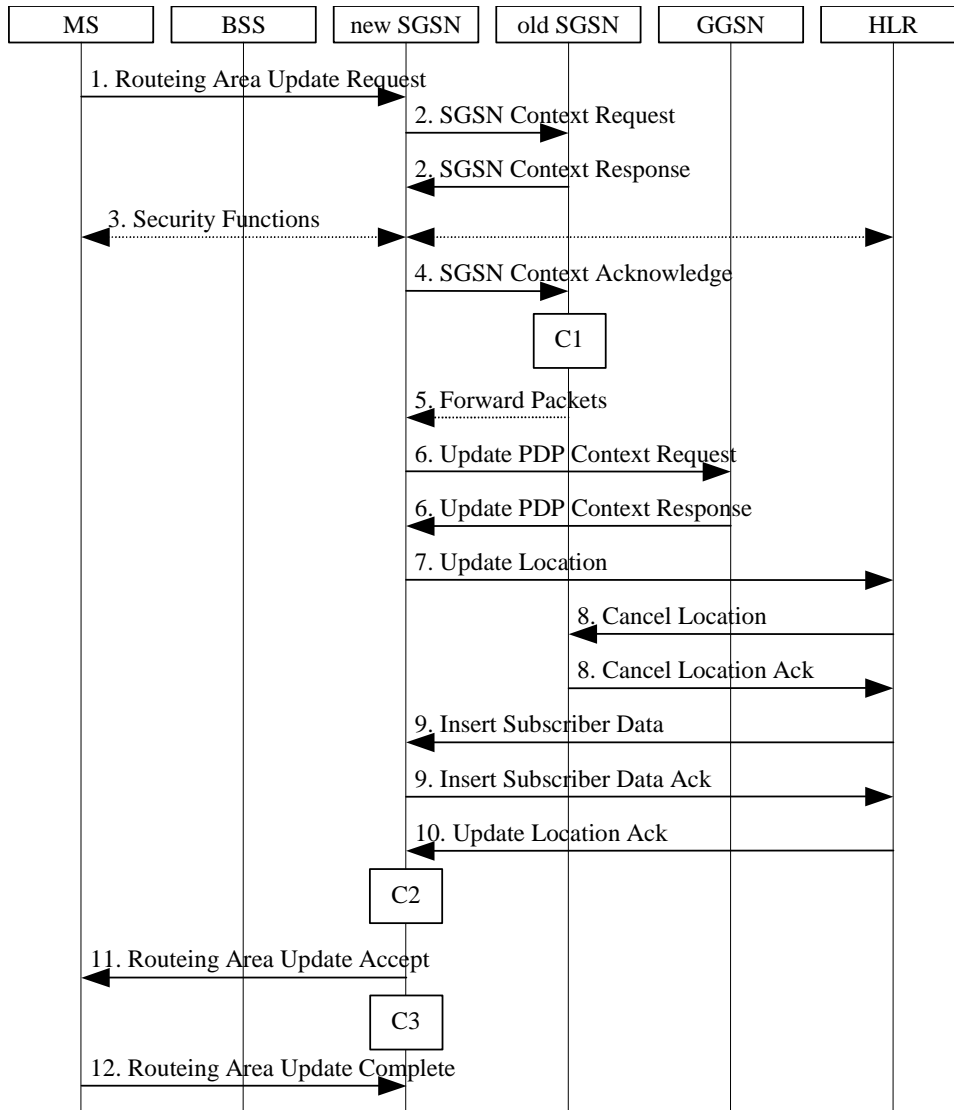 MS
BSS
new SGSN
old SGSN
GGSN
HLR
1. Routeing Area Update Request
2. SGSN Context Request
2. SGSN Context Response
3. Security Functions
4. SGSN Context Acknowledge
C1
5. Forward Packets
6. Update PDP Context Request
6. Update PDP Context Response
7. Update Location
8. Cancel Location
8. Cancel Location Ack
9. Insert Subscriber Data
9. Insert Subscriber Data Ack
10. Update Location Ack
C2
11. Routeing Area Update Accept
C3
12. Routeing Area Update Complete